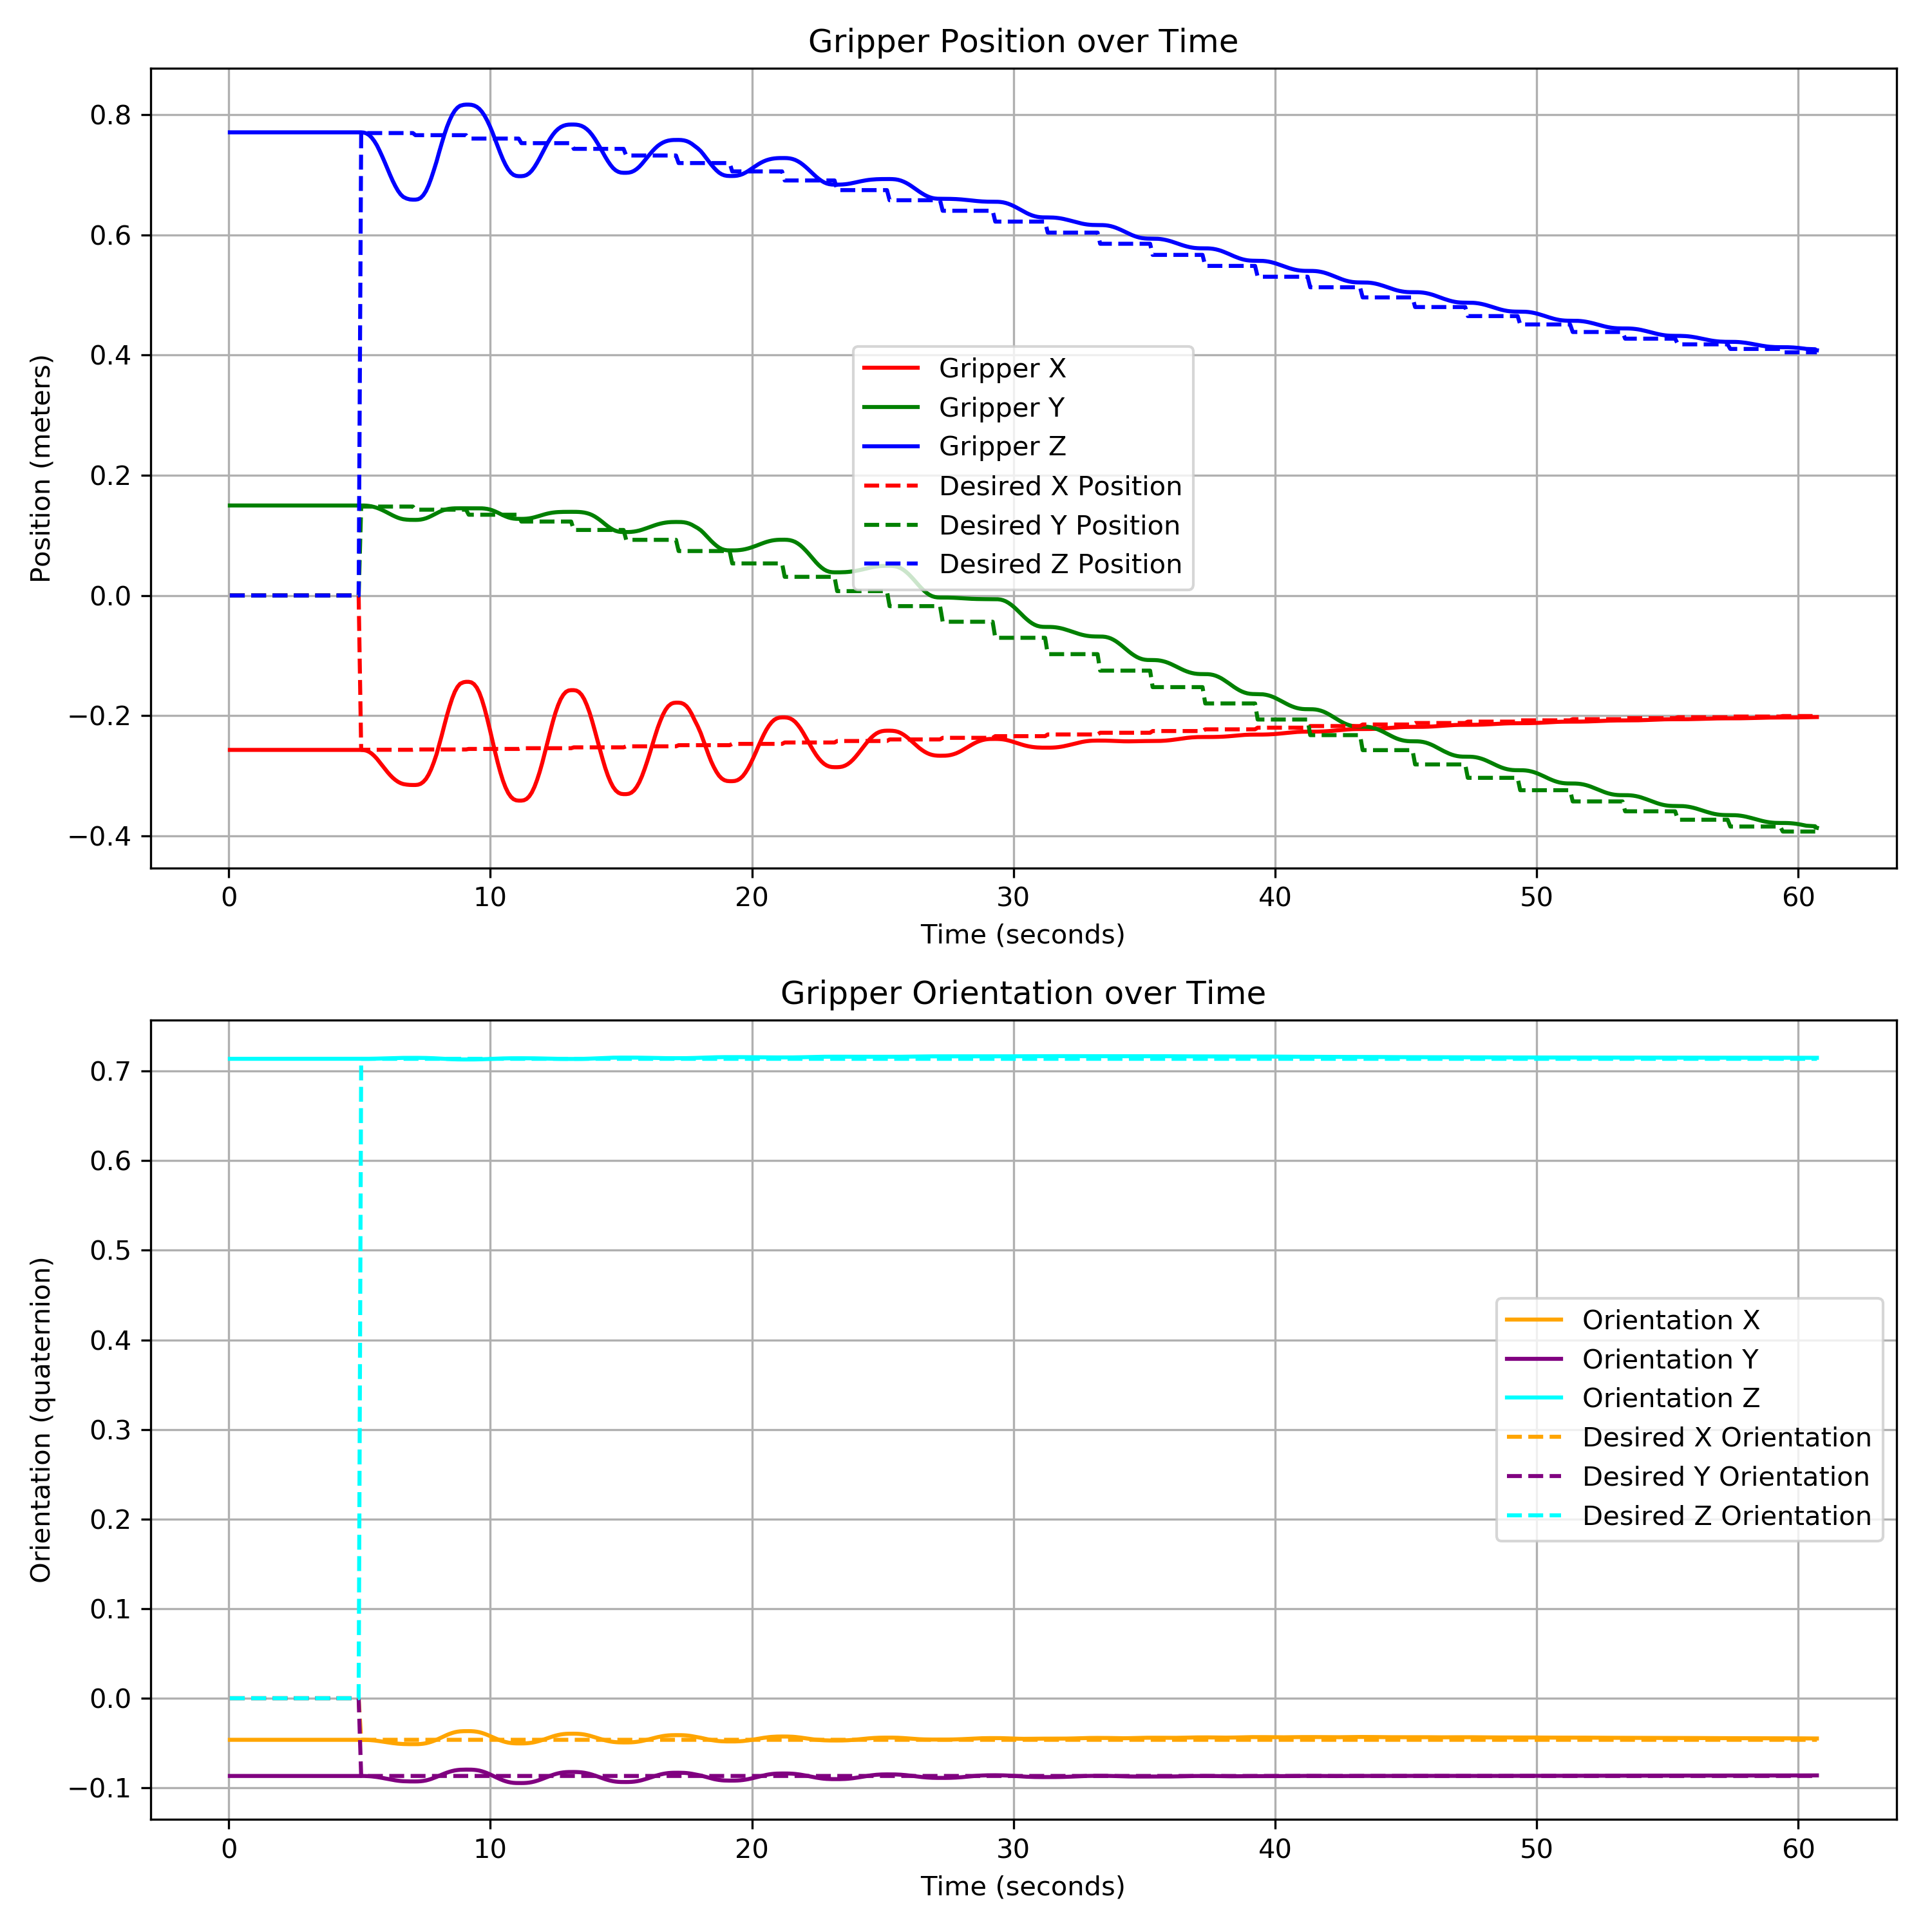 Gripper Position over Time
Position (meters)
0.8
0.6
0.4
0.2
0.0
−0.2
−0.4
Gripper X
Gripper Y
Gripper Z
Desired X Position
Desired Y Position
Desired Z Position
0 10 20 30 40 50 60
Time (seconds)
Gripper Orientation over Time
Orientation (quaternion)
0.7
0.6
0.5
0.4
0.3
0.2
0.1
0.0
−0.1
Orientation X
Orientation Y
Orientation Z
Desired X Orientation
Desired Y Orientation
Desired Z Orientation
0 10 20 30 40 50 60
Time (seconds)